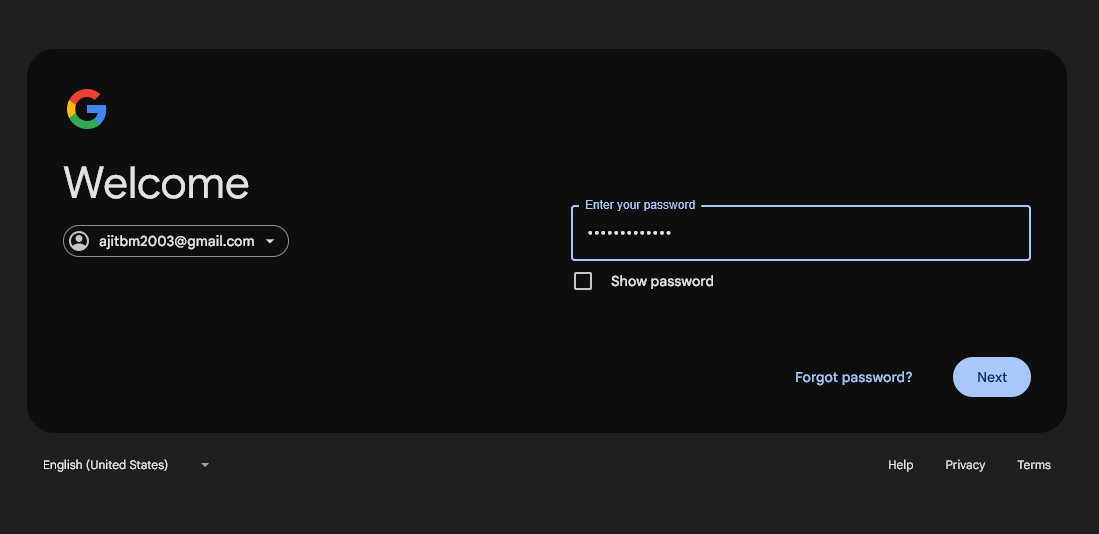 Welcome
ajitbm2003@gmail.com
Enter your password
•••••••••••••
Show password
Forgot password?
Next
English (United States)
Help
Privacy
Terms